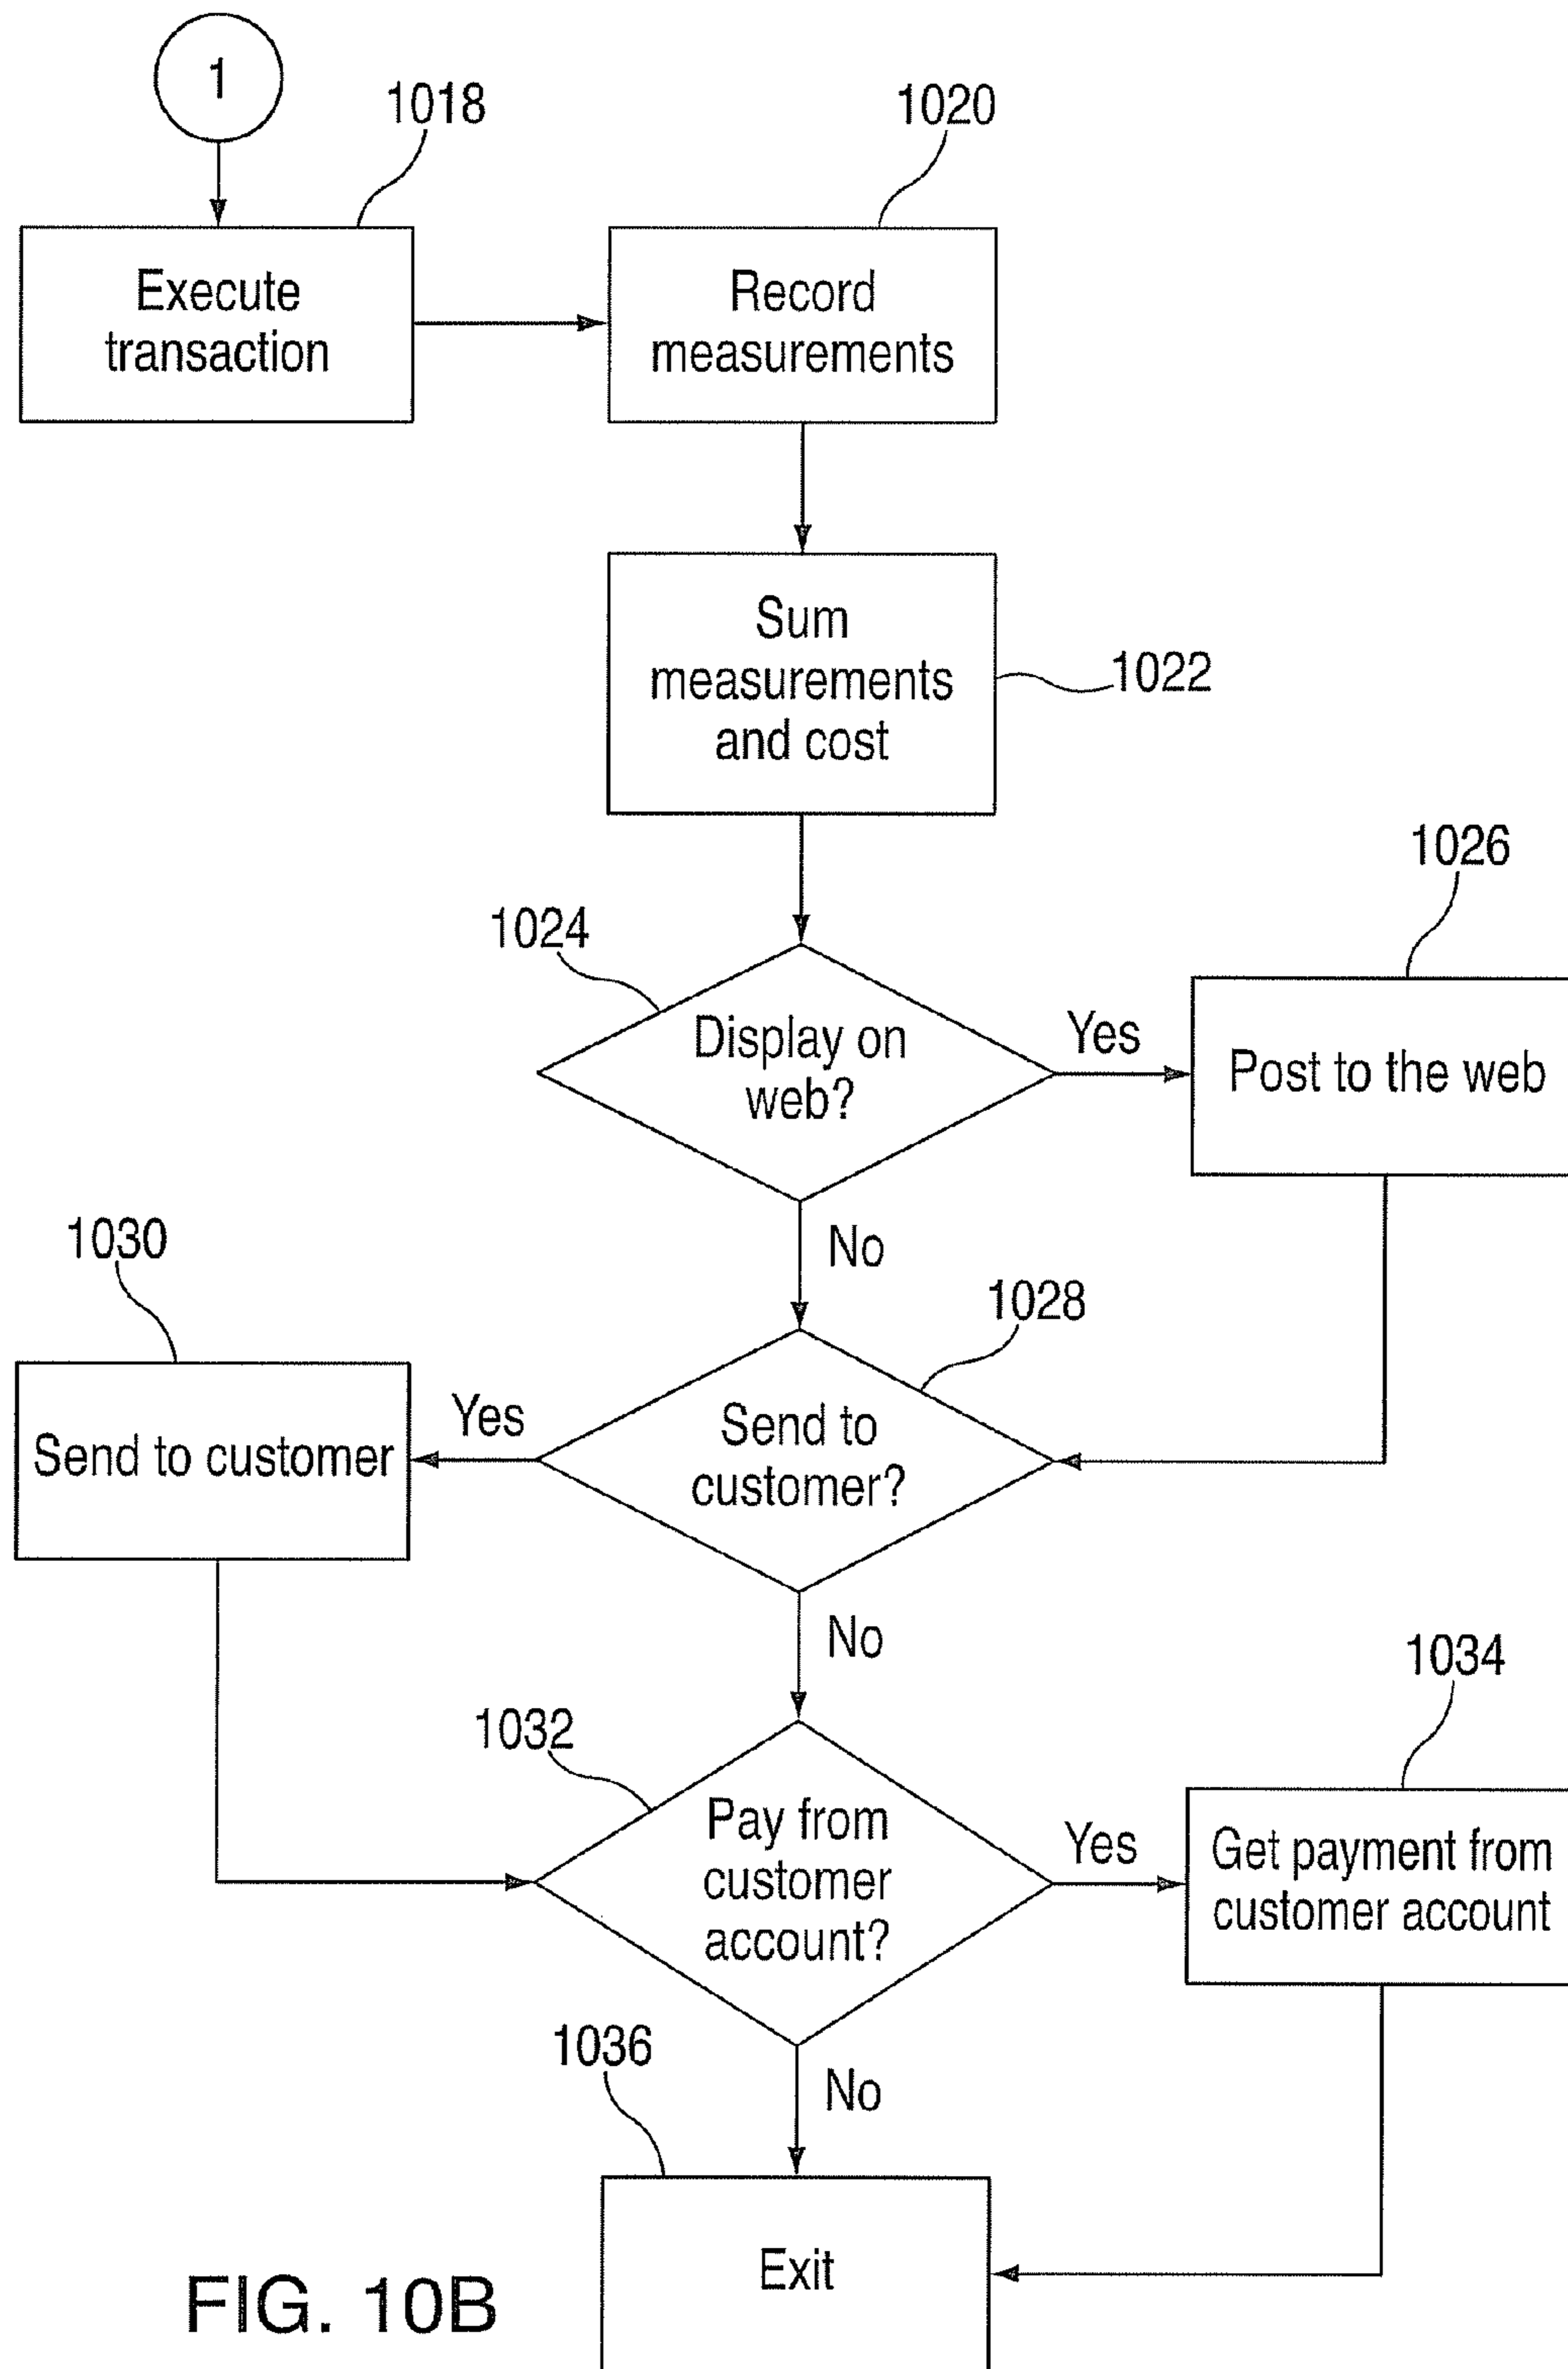 1
1018
1020
Execute
transaction
Record
measurements
Sum
measurements
and cost
1022
1024
1026
Display on
web?
Yes
Post to the web
No
1030
1028
Send to customer
Yes
Send to
customer?
No
1034
1032
Pay from
customer
account?
Yes
Get payment from
customer account
1036
No
Exit
FIG. 10B